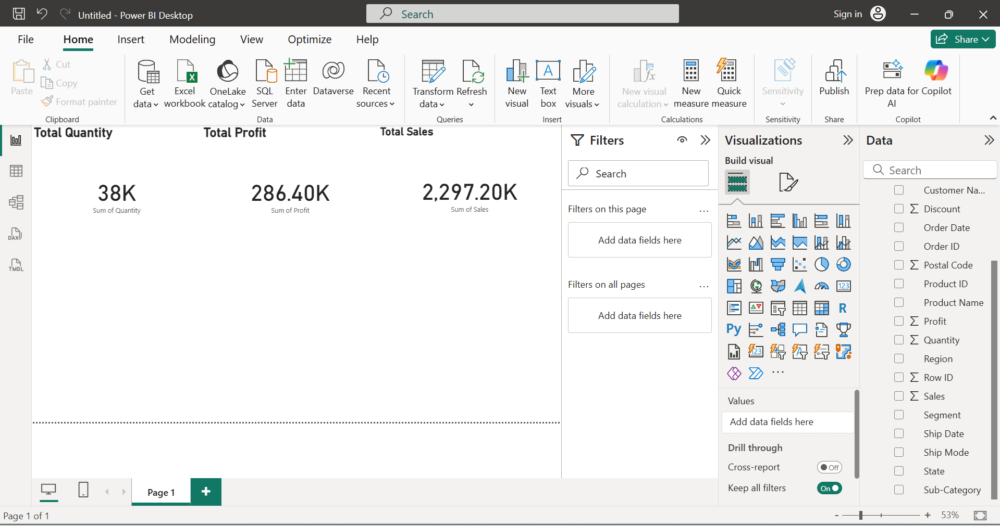 Untitled - Power BI Desktop
Search
Sign in
File
Home
Insert
Modeling
View
Optimize
Help
Share
Paste
Cut
Copy
Format painter
Clipboard
Get data
Excel workbook
OneLake catalog
SQL Server
Enter data
Dataverse
Recent sources
Data
Transform data
Refresh
Queries
New visual
Text box
A
More visuals
Insert
New visual calculation
New measure
Quick measure
Calculations
Sensitivity
Sensitivity
Publish
Share
Prep data for AI
Copilot
Copilot
DAX
TMDL
Total Quantity
38K
Sum of Quantity
Total Profit
286.40K
Sum of Profit
Total Sales
2,297.20K
Sum of Sales
Filters
Search
Filters on this page
...
Add data fields here
Filters on all pages
...
Add data fields here
Visualizations
Build visual
123
R
Py
123
...
Values
Add data fields here
Drill through
Cross-report
Off
Keep all filters
On
Data
Search
Customer Na...
Discount
Order Date
Order ID
Postal Code
Product ID
Product Name
Profit
Quantity
Region
Row ID
Sales
Segment
Ship Date
Ship Mode
State
Sub-Category
Page 1
+
Page 1 of 1
-
+
53%